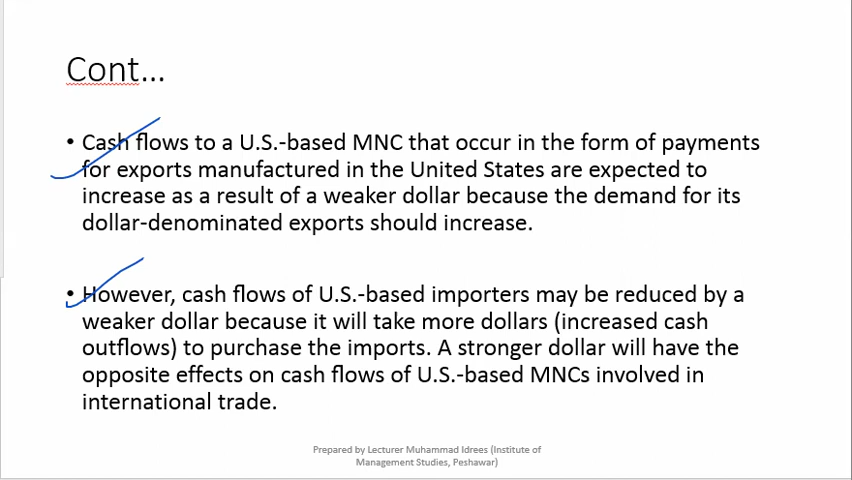 Cont...
• Cash flows to a U.S.-based MNC that occur in the form of payments
for exports manufactured in the United States are expected to
increase as a result of a weaker dollar because the demand for its
dollar-denominated exports should increase.
• However, cash flows of U.S.-based importers may be reduced by a
weaker dollar because it will take more dollars (increased cash
outflows) to purchase the imports. A stronger dollar will have the
opposite effects on cash flows of U.S.-based MNCs involved in
international trade.
Prepared by Lecturer Muhammad Idrees (Institute of
Management Studies, Peshawar)